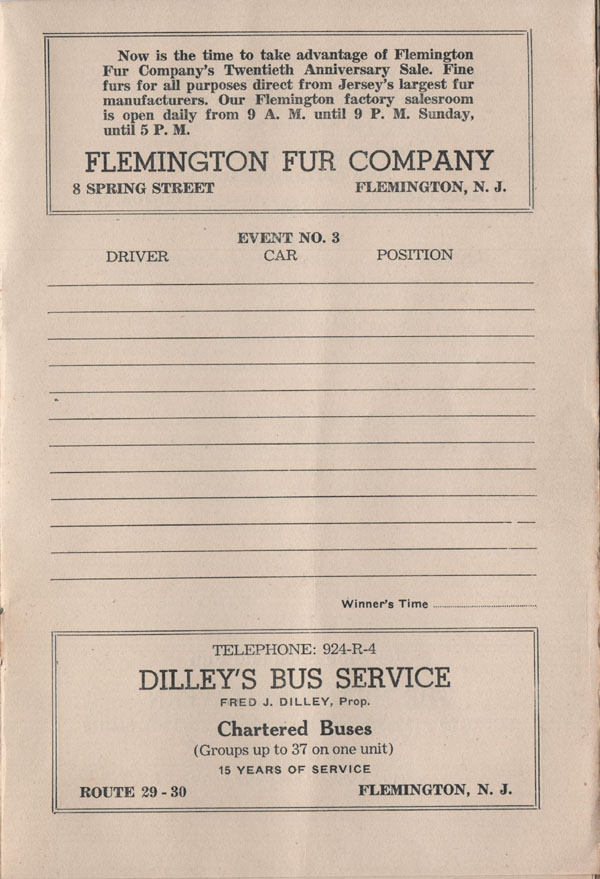 Now is the time to take advantage of Flemington
Fur Company's Twentieth Anniversary Sale. Fine
furs for all purposes direct from Jersey's largest fur
manufacturers. Our Flemington factory salesroom
is open daily from 9 A. M. until 9 P. M. Sunday,
until 5 P. M.
FLEMINGTON FUR COMPANY
8 SPRING STREET FLEMINGTON, N. J.
EVENT NO. 3
DRIVER CAR POSITION
Winner's Time
TELEPHONE: 924-R-4
DILLEY'S BUS SERVICE
FRED J. DILLEY, Prop.
Chartered Buses
(Groups up to 37 on one unit)
15 YEARS OF SERVICE
ROUTE 29 - 30 FLEMINGTON, N. J.